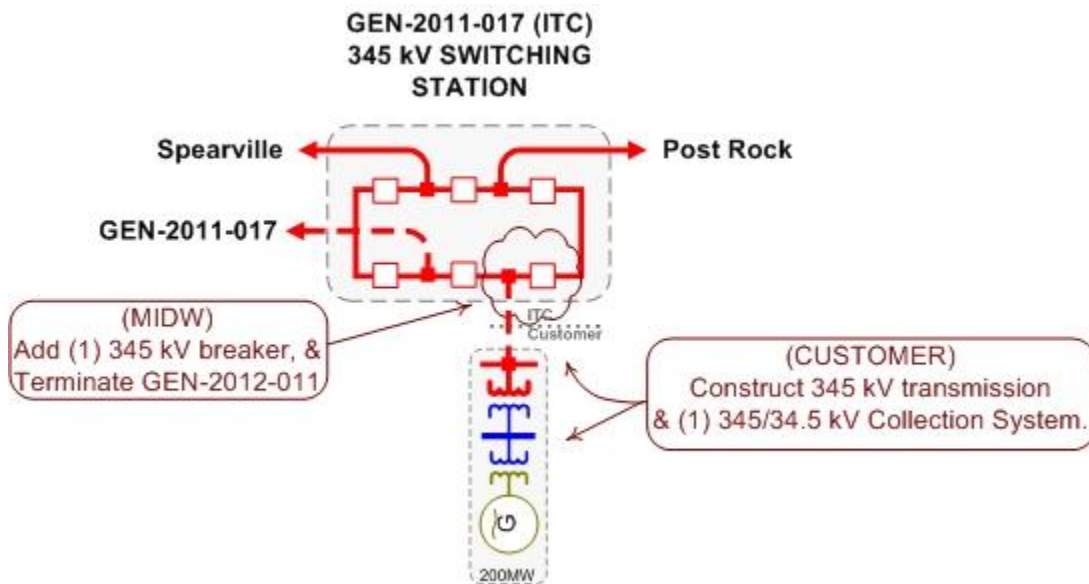 GEN-2011-017 (ITC)
345 kV SWITCHING
STATION
Spearville
Post Rock
GEN-2011-017
(MIDW)
Add (1) 345 kV breaker, &
Terminate GEN-2012-011
ITC
Customer
(CUSTOMER)
Construct 345 kV transmission
& (1) 345/34.5 kV Collection System.
G
200MW